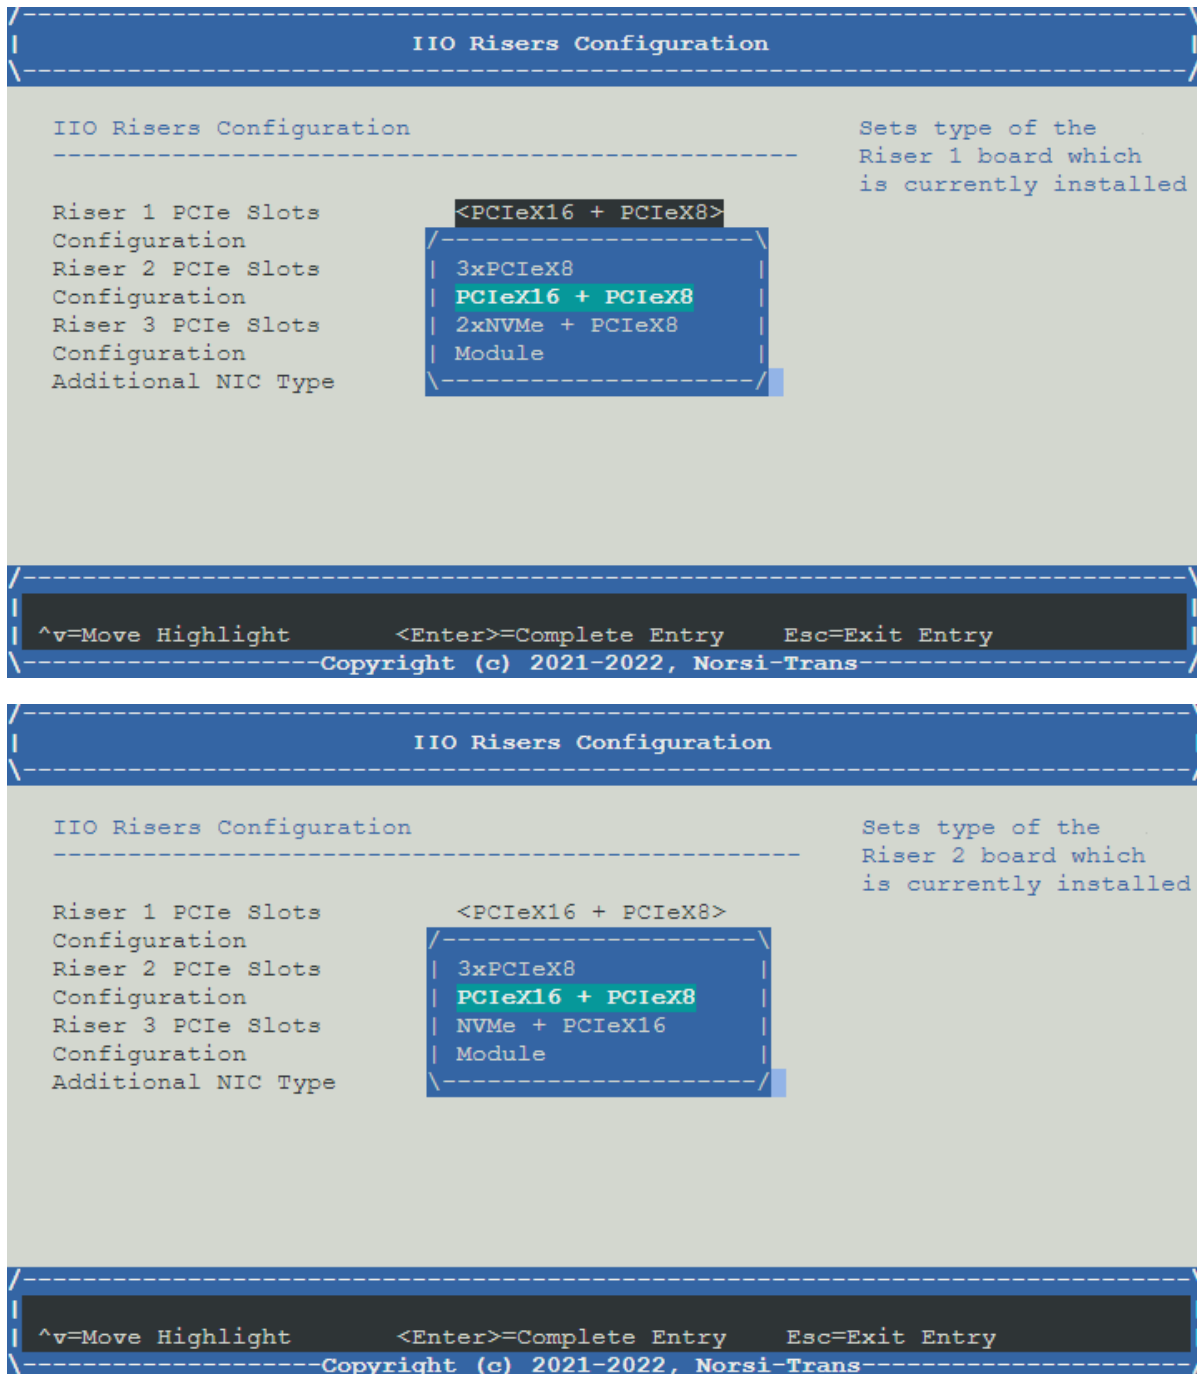 IIO Risers Configuration
IIO Risers Configuration
Sets type of the
Riser 1 board which
is currently installed
Riser 1 PCIe Slots <PCIeX16 + PCIeX8>
Configuration
Riser 2 PCIe Slots 3xPCIeX8
Configuration PCIeX16 + PCIeX8
Riser 3 PCIe Slots 2xNVMe + PCIeX8
Configuration Module
Additional NIC Type
^v=Move Highlight <Enter>=Complete Entry Esc=Exit Entry
Copyright (c) 2021-2022, Norsi-Trans
IIO Risers Configuration
IIO Risers Configuration
Sets type of the
Riser 2 board which
is currently installed
Riser 1 PCIe Slots <PCIeX16 + PCIeX8>
Configuration
Riser 2 PCIe Slots 3xPCIeX8
Configuration PCIeX16 + PCIeX8
Riser 3 PCIe Slots NVMe + PCIeX16
Configuration Module
Additional NIC Type
^v=Move Highlight <Enter>=Complete Entry Esc=Exit Entry
Copyright (c) 2021-2022, Norsi-Trans